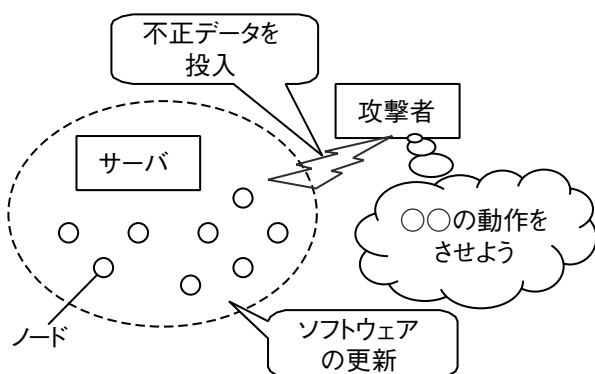 不正データを
投入
攻撃者
サーバ
○○の動作を
させよう
ノード
ソフトウェア
の更新